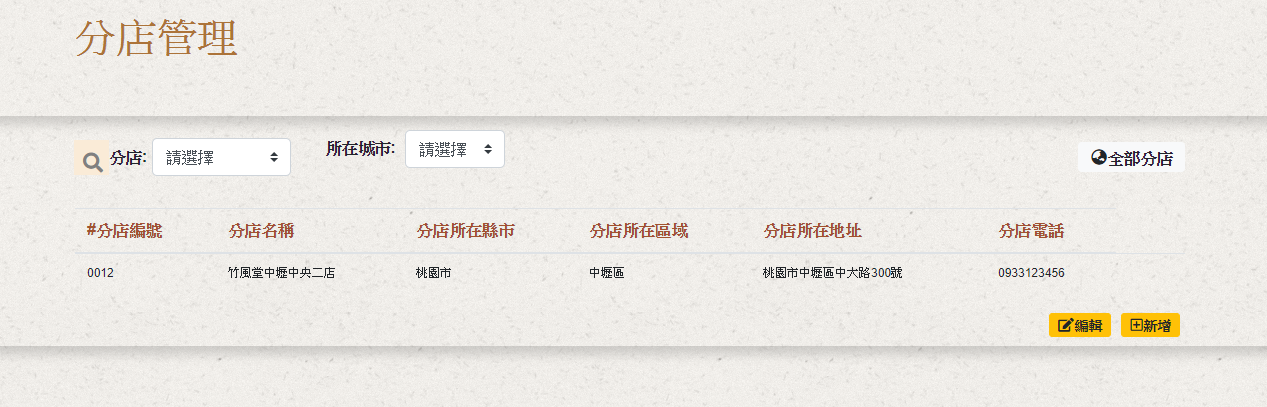 分店管理
分店: 請選擇 所在城市: 請選擇 全部分店
#分店編號 分店名稱 分店所在縣市 分店所在區域 分店所在地址 分店電話
0012 竹風堂中壢中央二店 桃園市 中壢區 桃園市中壢區中大路300號 0933123456
編輯 新增